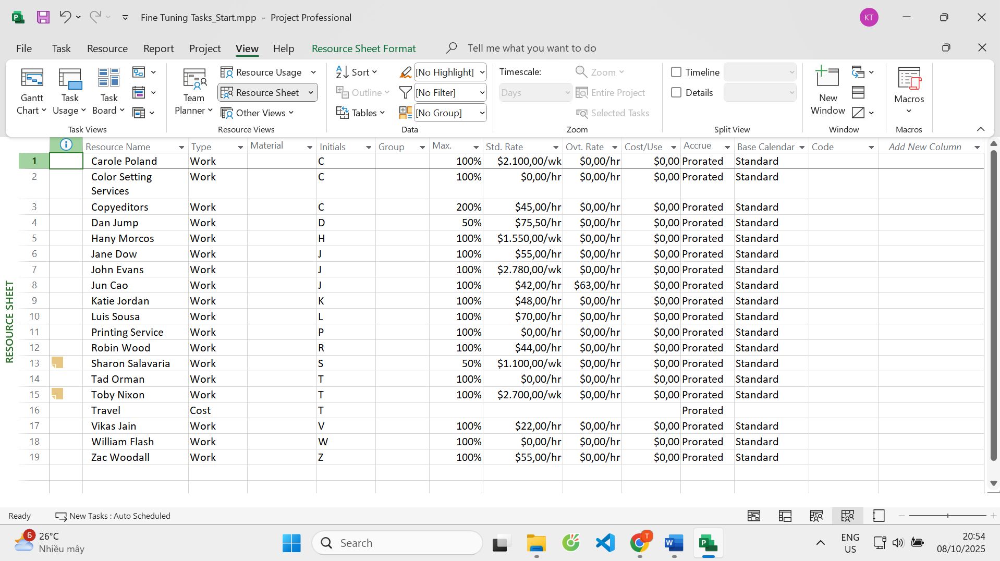 Fine Tuning Tasks_Start.mpp - Project Professional
KT
File Task Resource Report Project View Help Resource Sheet Format Tell me what you want to do
Gantt Chart
Task Usage
Task Board
Task Views
Team Planner
Resource Usage
Resource Sheet
Other Views
Resource Views
Sort
Outline
Tables
[No Highlight]
[No Filter]
[No Group]
Data
Timescale:
Days
Zoom
Entire Project
Selected Tasks
Zoom
Timeline
Details
Split View
New Window
Window
Macros
Macros
Resource Name Type Material Initials Group Max. Std. Rate Ovt. Rate Cost/Use Accrue Base Calendar Code Add New Column
1 Carole Poland Work C 100% $2.100,00/wk $0,00/hr $0,00 Prorated Standard
2 Color Setting Services Work C 100% $0,00/hr $0,00/hr $0,00 Prorated Standard
3 Copyeditors Work C 200% $45,00/hr $0,00/hr $0,00 Prorated Standard
4 Dan Jump Work D 50% $75,50/hr $0,00/hr $0,00 Prorated Standard
5 Hany Morcos Work H 100% $1.550,00/wk $0,00/hr $0,00 Prorated Standard
6 Jane Dow Work J 100% $55,00/hr $0,00/hr $0,00 Prorated Standard
7 John Evans Work J 100% $2.780,00/wk $0,00/hr $0,00 Prorated Standard
8 Jun Cao Work J 100% $42,00/hr $63,00/hr $0,00 Prorated Standard
9 Katie Jordan Work K 100% $48,00/hr $0,00/hr $0,00 Prorated Standard
10 Luis Sousa Work L 100% $70,00/hr $0,00/hr $0,00 Prorated Standard
11 Printing Service Work P 100% $0,00/hr $0,00/hr $0,00 Prorated Standard
12 Robin Wood Work R 100% $44,00/hr $0,00/hr $0,00 Prorated Standard
13 Sharon Salavaria Work S 50% $1.100,00/wk $0,00/hr $0,00 Prorated Standard
14 Tad Orman Work T 100% $0,00/hr $0,00/hr $0,00 Prorated Standard
15 Toby Nixon Work T 100% $2.700,00/wk $0,00/hr $0,00 Prorated Standard
16 Travel Cost T Prorated
17 Vikas Jain Work V 100% $22,00/hr $0,00/hr $0,00 Prorated Standard
18 William Flash Work W 100% $0,00/hr $0,00/hr $0,00 Prorated Standard
19 Zac Woodall Work Z 100% $55,00/hr $0,00/hr $0,00 Prorated Standard
RESOURCE SHEET
Ready New Tasks : Auto Scheduled
6
26°C
Nhiều mây
Search
T
ENG
US
20:54
08/10/2025